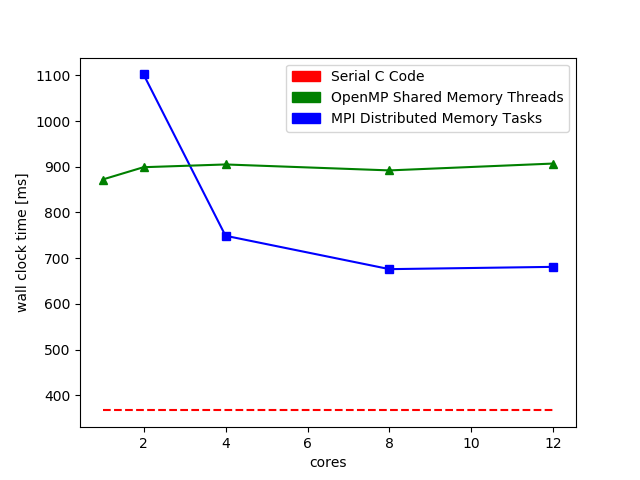 Serial C Code
OpenMP Shared Memory Threads
MPI Distributed Memory Tasks
1100
1000
900
800
700
600
500
400
wall clock time [ms]
2 4 6 8 10 12
cores